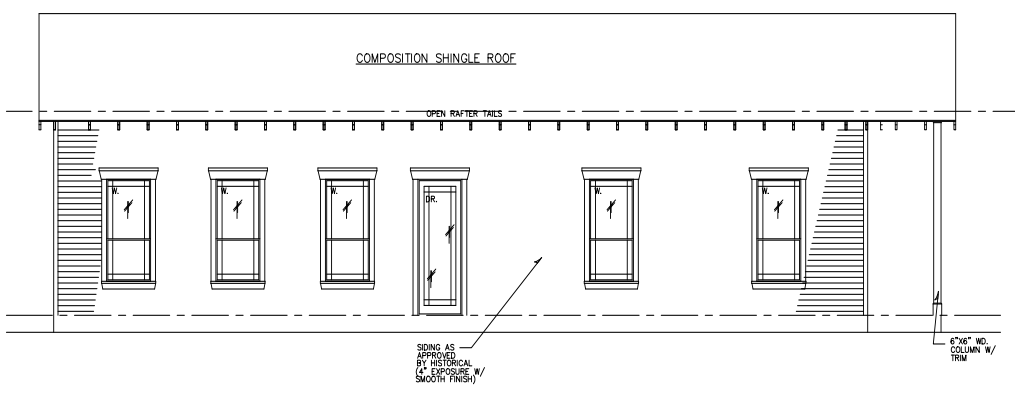 COMPOSITION SHINGLE ROOF
OPEN RAFTER TAILS
W.
W.
W.
DR.
W.
W.
SIDING AS
APPROVED
BY HISTORICAL
(4" EXPOSURE W/
SMOOTH FINISH)
6"X6" WD.
COLUMN W/
TRIM